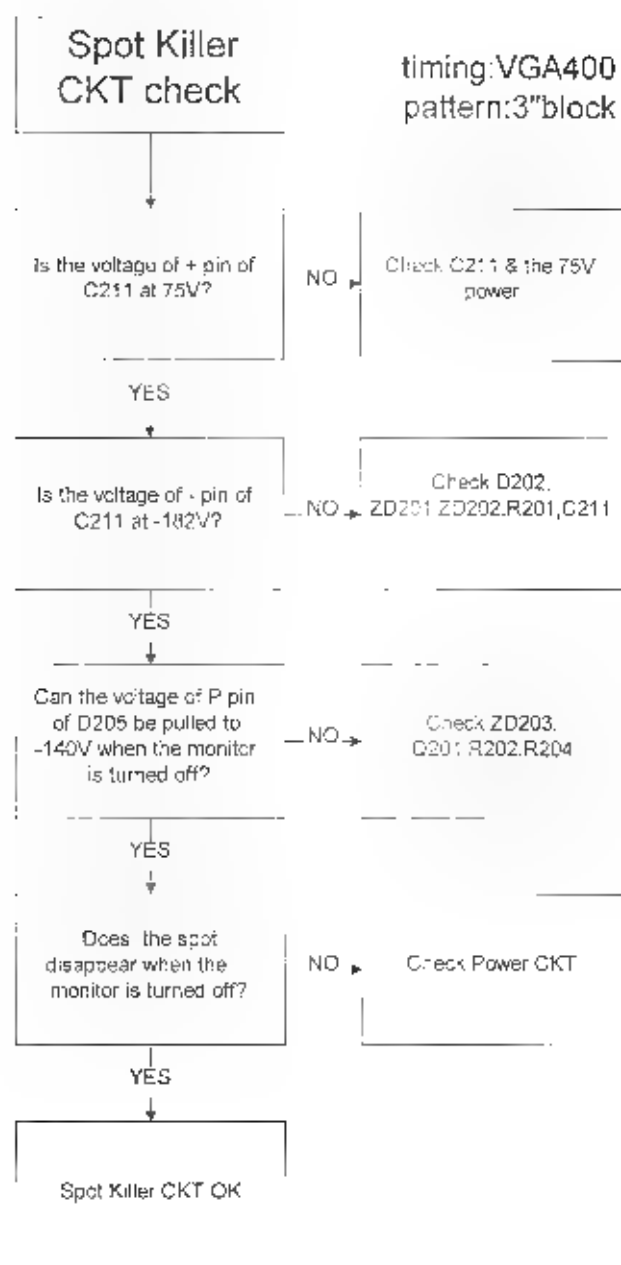 Spot Killer
CKT check
timing:VGA400
pattern:3"block
Is the voltage of + pin of
C211 at 75V?
NO
Check C211 & the 75V
power
YES
Is the voltage of - pin of
C211 at -182V?
NO
Check D202.
ZD201.ZD202.R201,C211
YES
Can the voltage of P pin
of D205 be pulled to
-140V when the monitor
is turned off?
NO
Check ZD203.
Q201.R202.R204
YES
Does the spot
disappear when the
monitor is turned off?
NO
Check Power CKT
YES
Spot Killer CKT OK